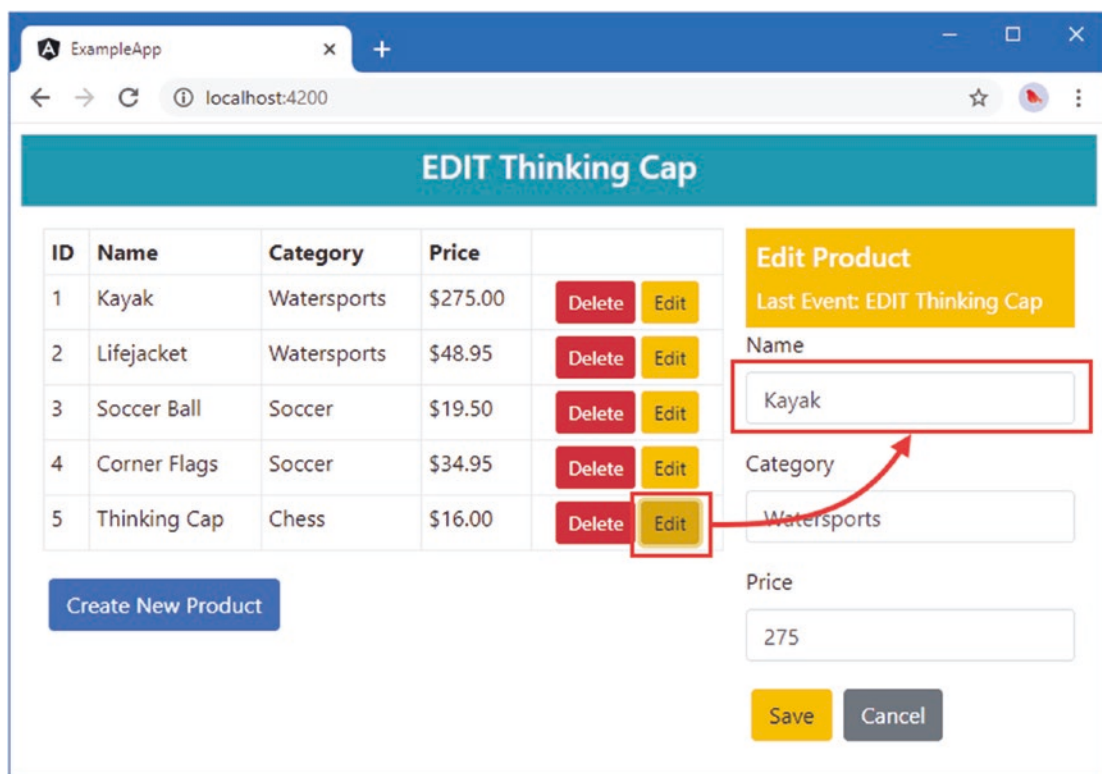 ExampleApp
localhost:4200
EDIT Thinking Cap
ID Name Category Price
1 Kayak Watersports $275.00 Delete Edit
2 Lifejacket Watersports $48.95 Delete Edit
3 Soccer Ball Soccer $19.50 Delete Edit
4 Corner Flags Soccer $34.95 Delete Edit
5 Thinking Cap Chess $16.00 Delete Edit
Create New Product
Edit Product
Last Event: EDIT Thinking Cap
Name
Kayak
Category
Watersports
Price
275
Save Cancel